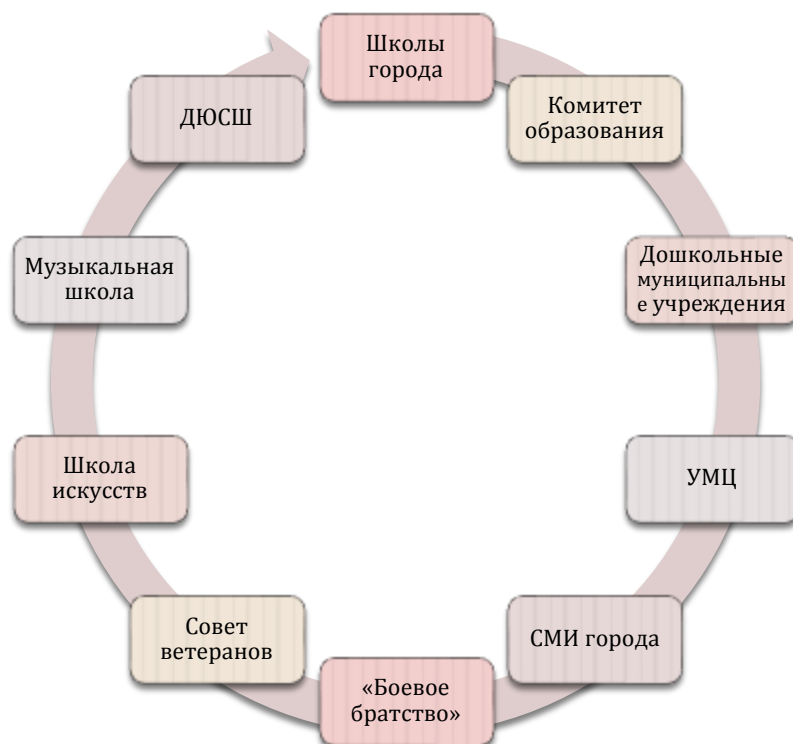 Школы
города
Комитет
образования
Дошкольные
муниципальны
е учреждения
УМЦ
СМИ города
«Боевое
братство»
Совет
ветеранов
Школа
искусств
Музыкальная
школа
ДЮСШ